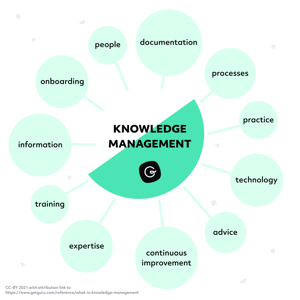 people
documentation
onboarding
processes
practice
KNOWLEDGE
MANAGEMENT
information
technology
training
advice
expertise
continuous
improvement
CC-BY 2021 with attribution link to
https://www.getguru.com/reference/what-is-knowledge-management